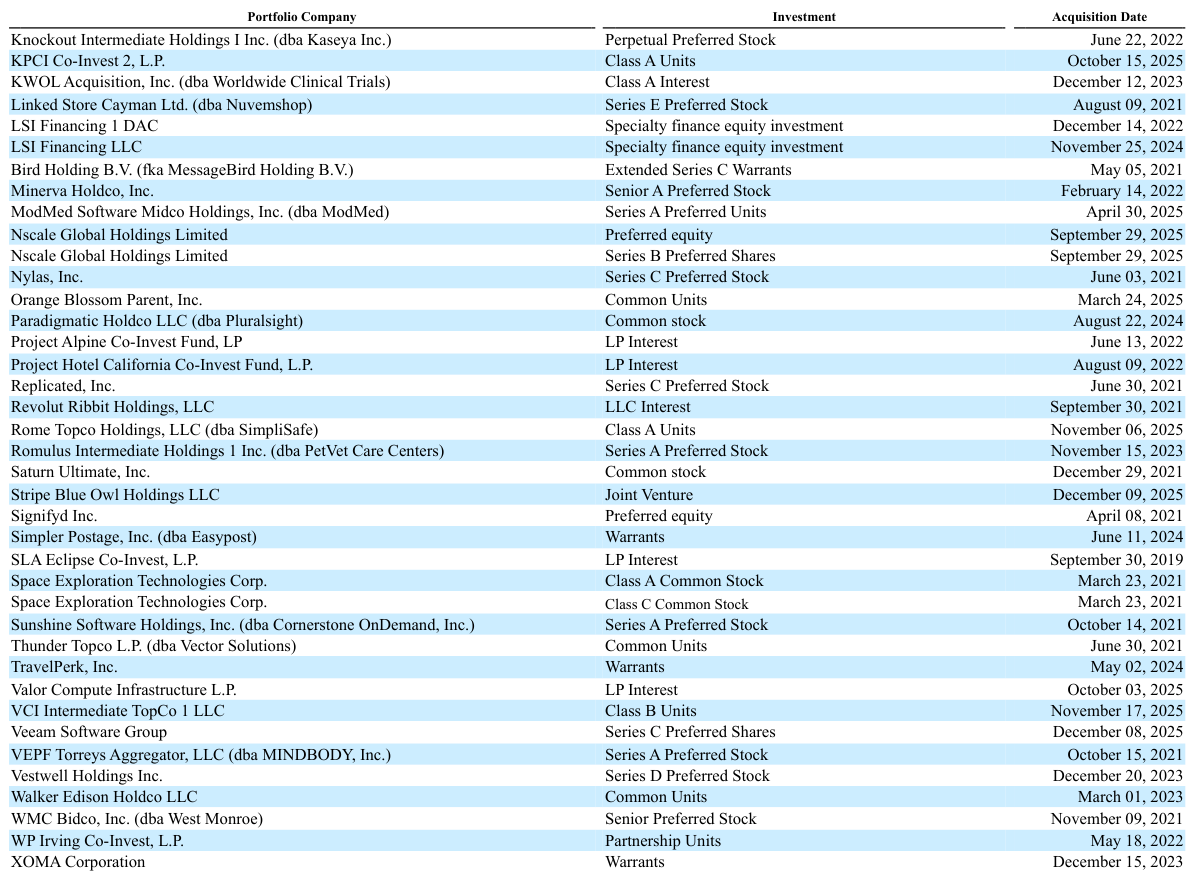 Portfolio Company Investment Acquisition Date
Knockout Intermediate Holdings I Inc. (dba Kaseya Inc.) Perpetual Preferred Stock June 22, 2022
KPCI Co-Invest 2, L.P. Class A Units October 15, 2025
KWOL Acquisition, Inc. (dba Worldwide Clinical Trials) Class A Interest December 12, 2023
Linked Store Cayman Ltd. (dba Nuvemshop) Series E Preferred Stock August 09, 2021
LSI Financing 1 DAC Specialty finance equity investment December 14, 2022
LSI Financing LLC Specialty finance equity investment November 25, 2024
Bird Holding B.V. (fka MessageBird Holding B.V.) Extended Series C Warrants May 05, 2021
Minerva Holdco, Inc. Senior A Preferred Stock February 14, 2022
ModMed Software Midco Holdings, Inc. (dba ModMed) Series A Preferred Units April 30, 2025
Nscale Global Holdings Limited Preferred equity September 29, 2025
Nscale Global Holdings Limited Series B Preferred Shares September 29, 2025
Nylas, Inc. Series C Preferred Stock June 03, 2021
Orange Blossom Parent, Inc. Common Units March 24, 2025
Paradigmatic Holdco LLC (dba Pluralsight) Common stock August 22, 2024
Project Alpine Co-Invest Fund, LP LP Interest June 13, 2022
Project Hotel California Co-Invest Fund, L.P. LP Interest August 09, 2022
Replicated, Inc. Series C Preferred Stock June 30, 2021
Revolut Ribbit Holdings, LLC LLC Interest September 30, 2021
Rome Topco Holdings, LLC (dba SimpliSafe) Class A Units November 06, 2025
Romulus Intermediate Holdings 1 Inc. (dba PetVet Care Centers) Series A Preferred Stock November 15, 2023
Saturn Ultimate, Inc. Common stock December 29, 2021
Stripe Blue Owl Holdings LLC Joint Venture December 09, 2025
Signifyd Inc. Preferred equity April 08, 2021
Simpler Postage, Inc. (dba Easypost) Warrants June 11, 2024
SLA Eclipse Co-Invest, L.P. LP Interest September 30, 2019
Space Exploration Technologies Corp. Class A Common Stock March 23, 2021
Space Exploration Technologies Corp. Class C Common Stock March 23, 2021
Sunshine Software Holdings, Inc. (dba Cornerstone OnDemand, Inc.) Series A Preferred Stock October 14, 2021
Thunder Topco L.P. (dba Vector Solutions) Common Units June 30, 2021
TravelPerk, Inc. Warrants May 02, 2024
Valor Compute Infrastructure L.P. LP Interest October 03, 2025
VCI Intermediate TopCo 1 LLC Class B Units November 17, 2025
Veeam Software Group Series C Preferred Shares December 08, 2025
VEPF Torreys Aggregator, LLC (dba MINDBODY, Inc.) Series A Preferred Stock October 15, 2021
Vestwell Holdings Inc. Series D Preferred Stock December 20, 2023
Walker Edison Holdco LLC Common Units March 01, 2023
WMC Bidco, Inc. (dba West Monroe) Senior Preferred Stock November 09, 2021
WP Irving Co-Invest, L.P. Partnership Units May 18, 2022
XOMA Corporation Warrants December 15, 2023